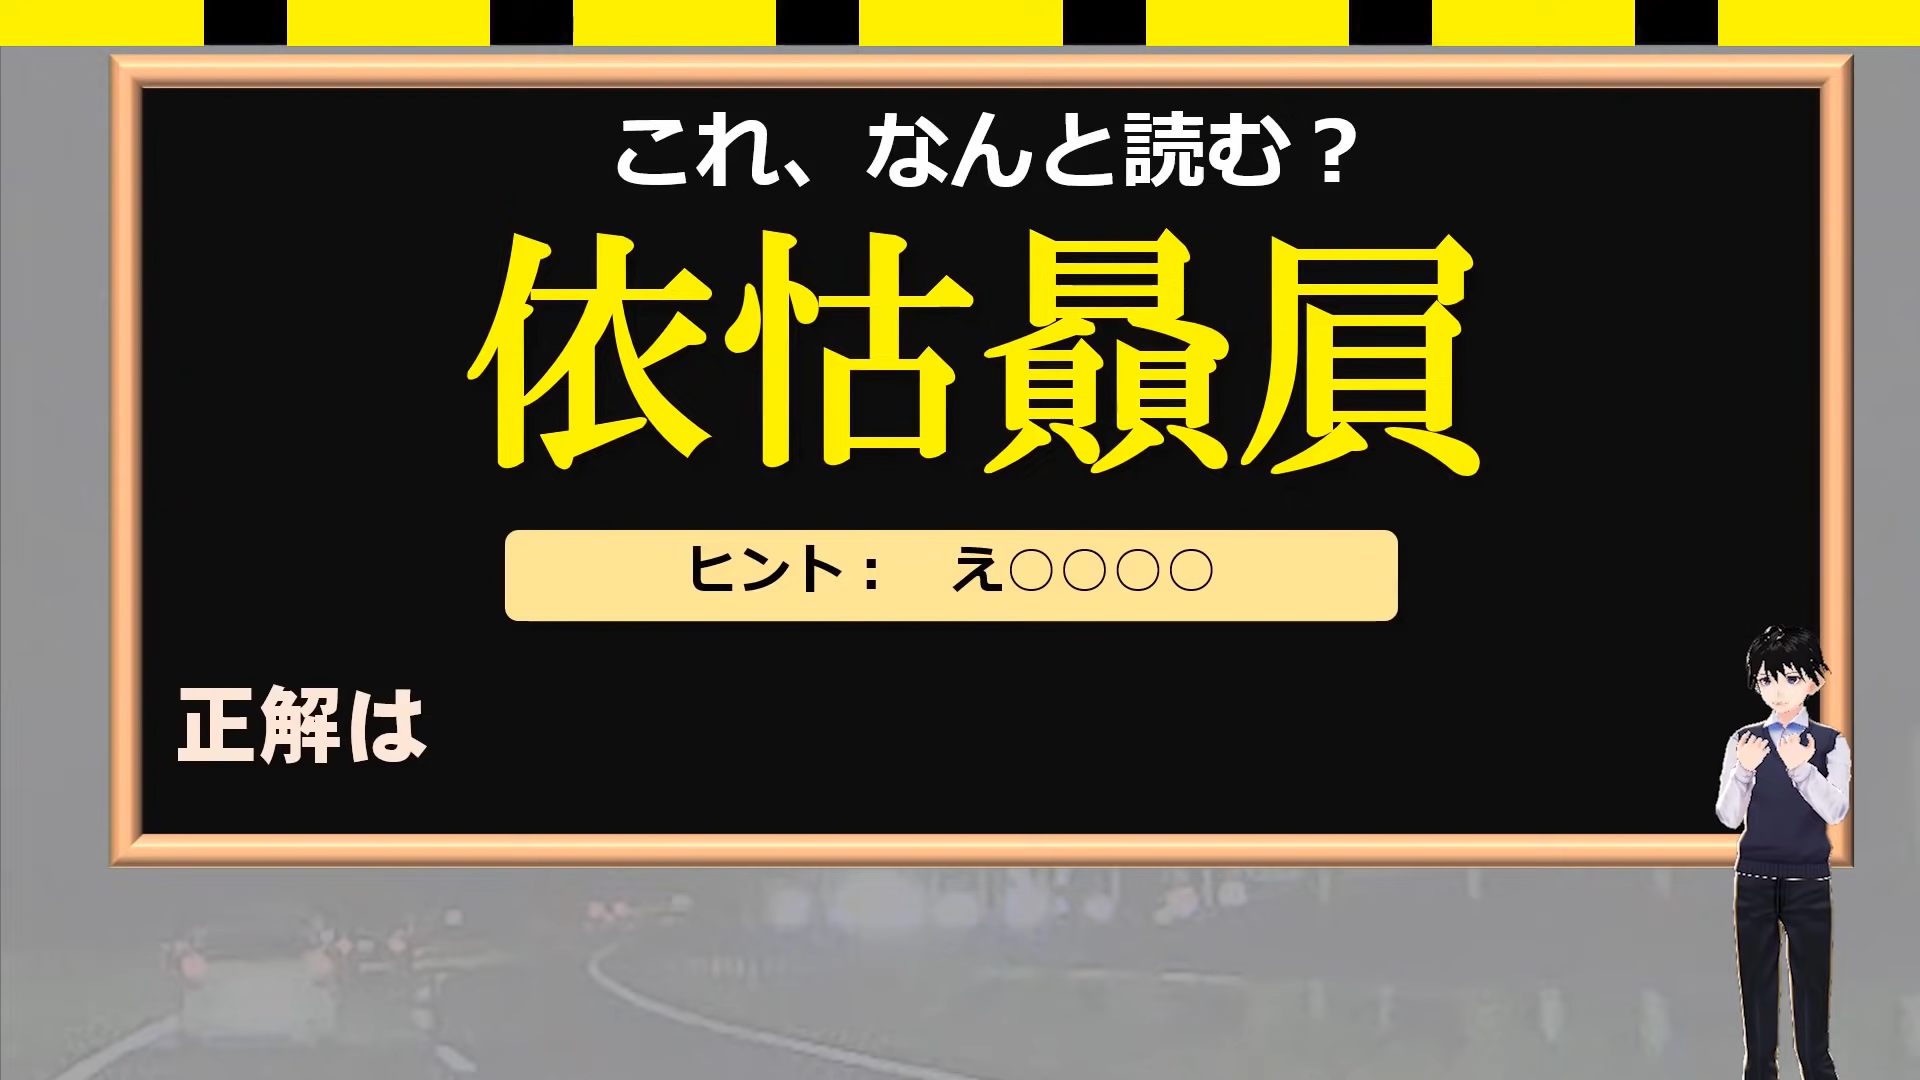 これ、なんと読む？
依怙贔屓
ヒント：　え○○○○
正解は